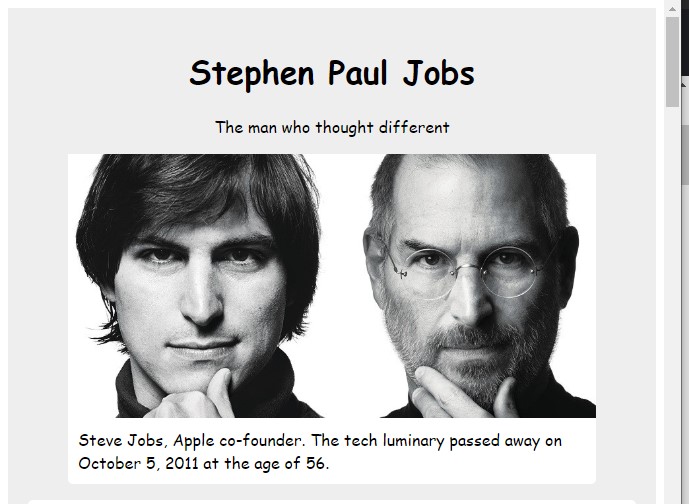 Stephen Paul Jobs
The man who thought different
Steve Jobs, Apple co-founder. The tech luminary passed away on
October 5, 2011 at the age of 56.